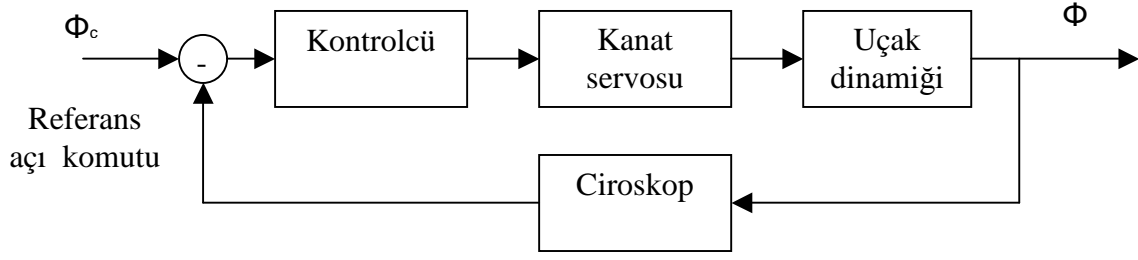 Φc
-
Kontrolcü
Kanat
servosu
Uçak
dinamiği
Φ
Referans
açı komutu
Ciroskop